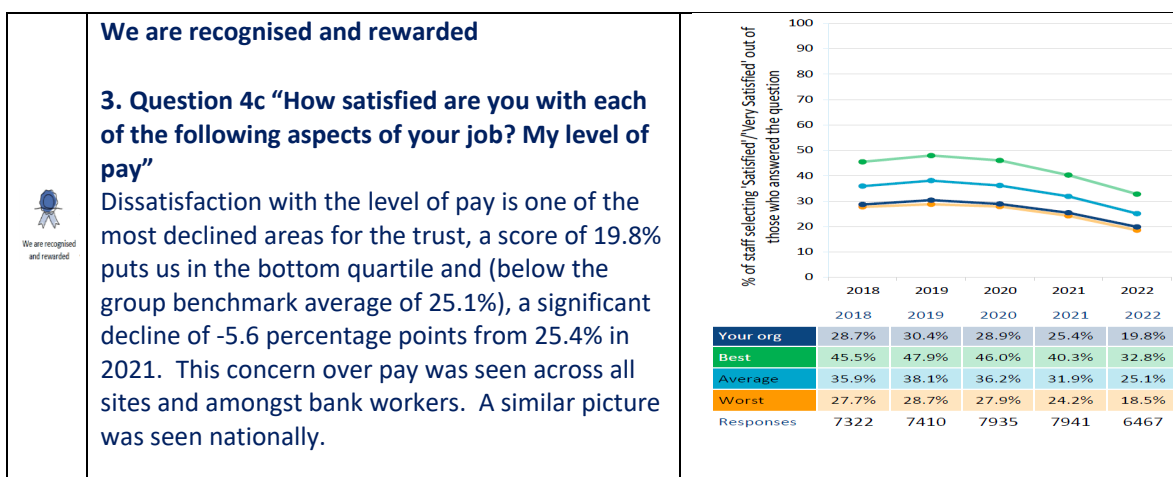 We are recognised
and rewarded
We are recognised and rewarded
3. Question 4c “How satisfied are you with each
of the following aspects of your job? My level of
pay”
Dissatisfaction with the level of pay is one of the
most declined areas for the trust, a score of 19.8%
puts us in the bottom quartile and (below the
group benchmark average of 25.1%), a significant
decline of -5.6 percentage points from 25.4% in
2021.  This concern over pay was seen across all
sites and amongst bank workers.  A similar picture
was seen nationally.
% of staff selecting 'Satisfied'/'Very Satisfied' out of
those who answered the question
100
90
80
70
60
50
40
30
20
10
0
2018 2019 2020 2021 2022
2018 2019 2020 2021 2022
Your org 28.7% 30.4% 28.9% 25.4% 19.8%
Best 45.5% 47.9% 46.0% 40.3% 32.8%
Average 35.9% 38.1% 36.2% 31.9% 25.1%
Worst 27.7% 28.7% 27.9% 24.2% 18.5%
Responses 7322 7410 7935 7941 6467